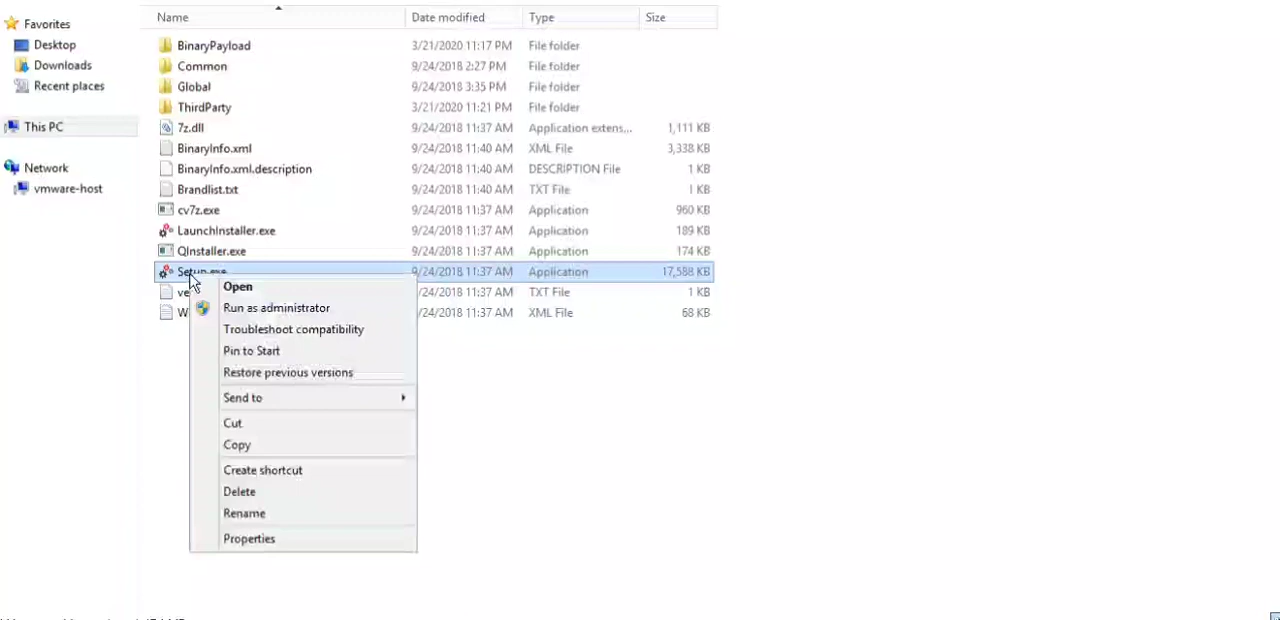 Name Date modified Type Size
Favorites
Desktop
Downloads
Recent places
This PC
Network
vmware-host
BinaryPayload 3/21/2020 11:17 PM File folder
Common 9/24/2018 2:27 PM File folder
Global 9/24/2018 3:35 PM File folder
ThirdParty 3/21/2020 11:21 PM File folder
7z.dll 9/24/2018 11:37 AM Application extens... 1,111 KB
BinaryInfo.xml 9/24/2018 11:40 AM XML File 3,338 KB
BinaryInfo.xml.description 9/24/2018 11:40 AM DESCRIPTION File 1 KB
Brandlist.txt 9/24/2018 11:40 AM TXT File 1 KB
cv7z.exe 9/24/2018 11:37 AM Application 960 KB
LaunchInstaller.exe 9/24/2018 11:37 AM Application 189 KB
QInstaller.exe 9/24/2018 11:37 AM Application 174 KB
Setup.exe 9/24/2018 11:37 AM Application 17,588 KB
ve /24/2018 11:37 AM TXT File 1 KB
W /24/2018 11:37 AM XML File 68 KB
Open
Run as administrator
Troubleshoot compatibility
Pin to Start
Restore previous versions
Send to
Cut
Copy
Create shortcut
Delete
Rename
Properties